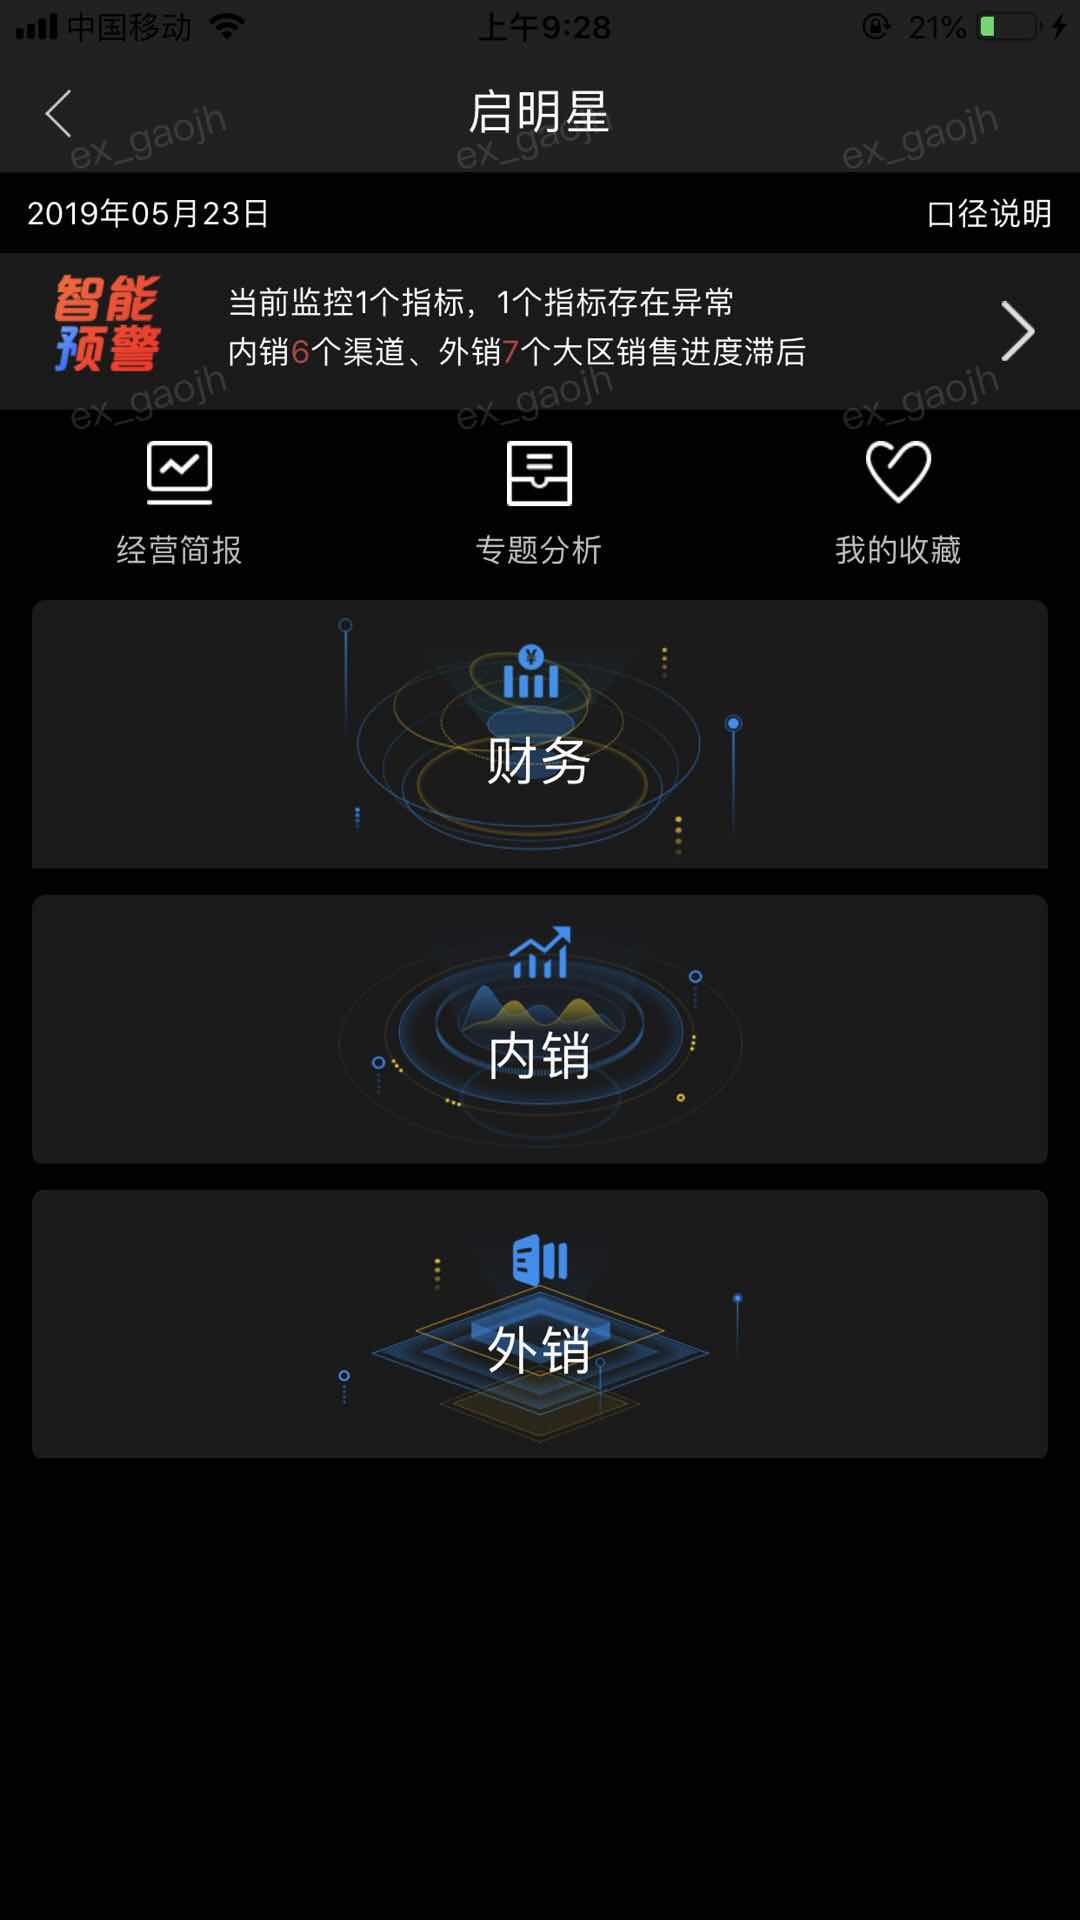 中国移动 上午9:28 21%
启明星
ex_gaojh ex_gaojh ex_gaojh
2019年05月23日 口径说明
智能
预警
当前监控1个指标，1个指标存在异常
内销6个渠道、外销7个大区销售进度滞后
ex_gaojh ex_gaojh ex_gaojh
经营简报 专题分析 我的收藏
财务
内销
外销